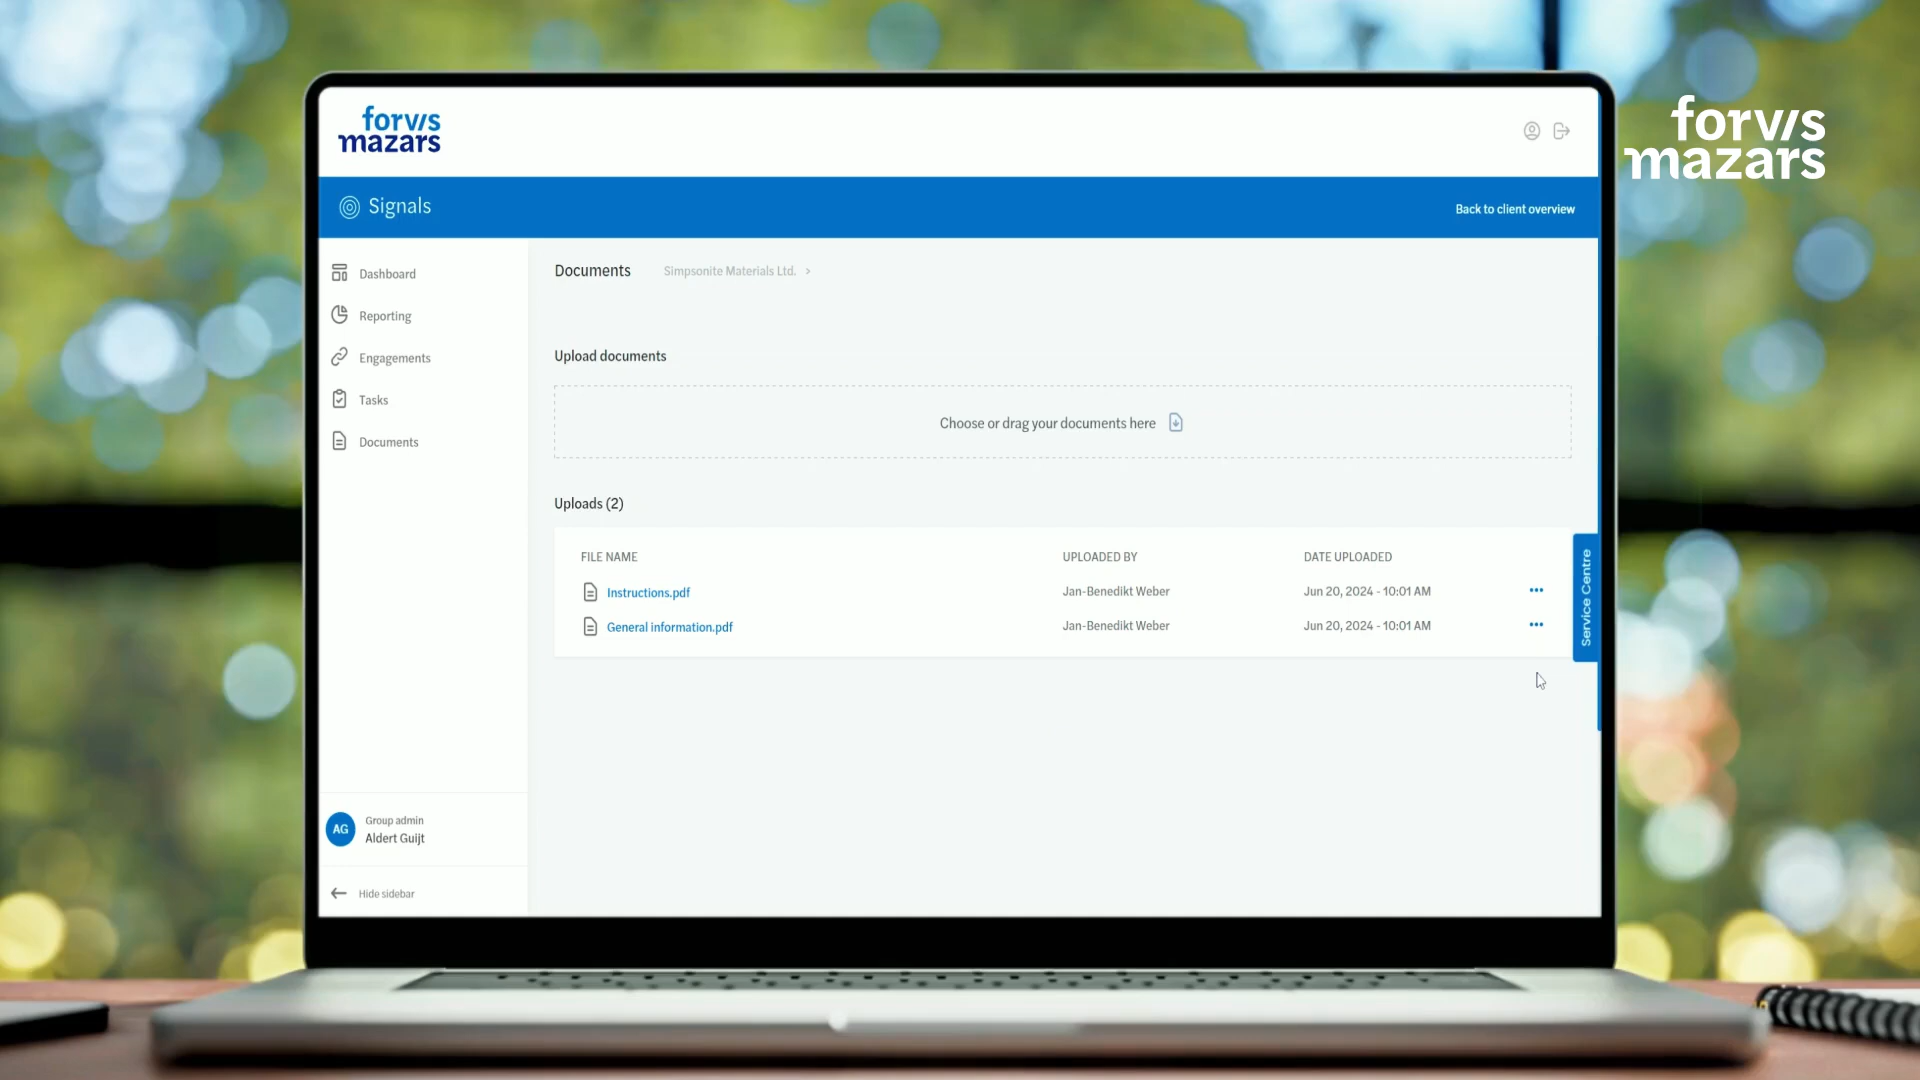 forvis
mazars
forvis
mazars
Signals
Back to client overview
Dashboard
Reporting
Engagements
Tasks
Documents
Documents
Simpsonite Materials Ltd. >
Upload documents
Choose or drag your documents here
Uploads (2)
FILE NAME UPLOADED BY DATE UPLOADED
Instructions.pdf Jan-Benedikt Weber Jun 20, 2024 - 10:01 AM
General information.pdf Jan-Benedikt Weber Jun 20, 2024 - 10:01 AM
Service Centre
AG
Group admin
Aldert Guijt
Hide sidebar